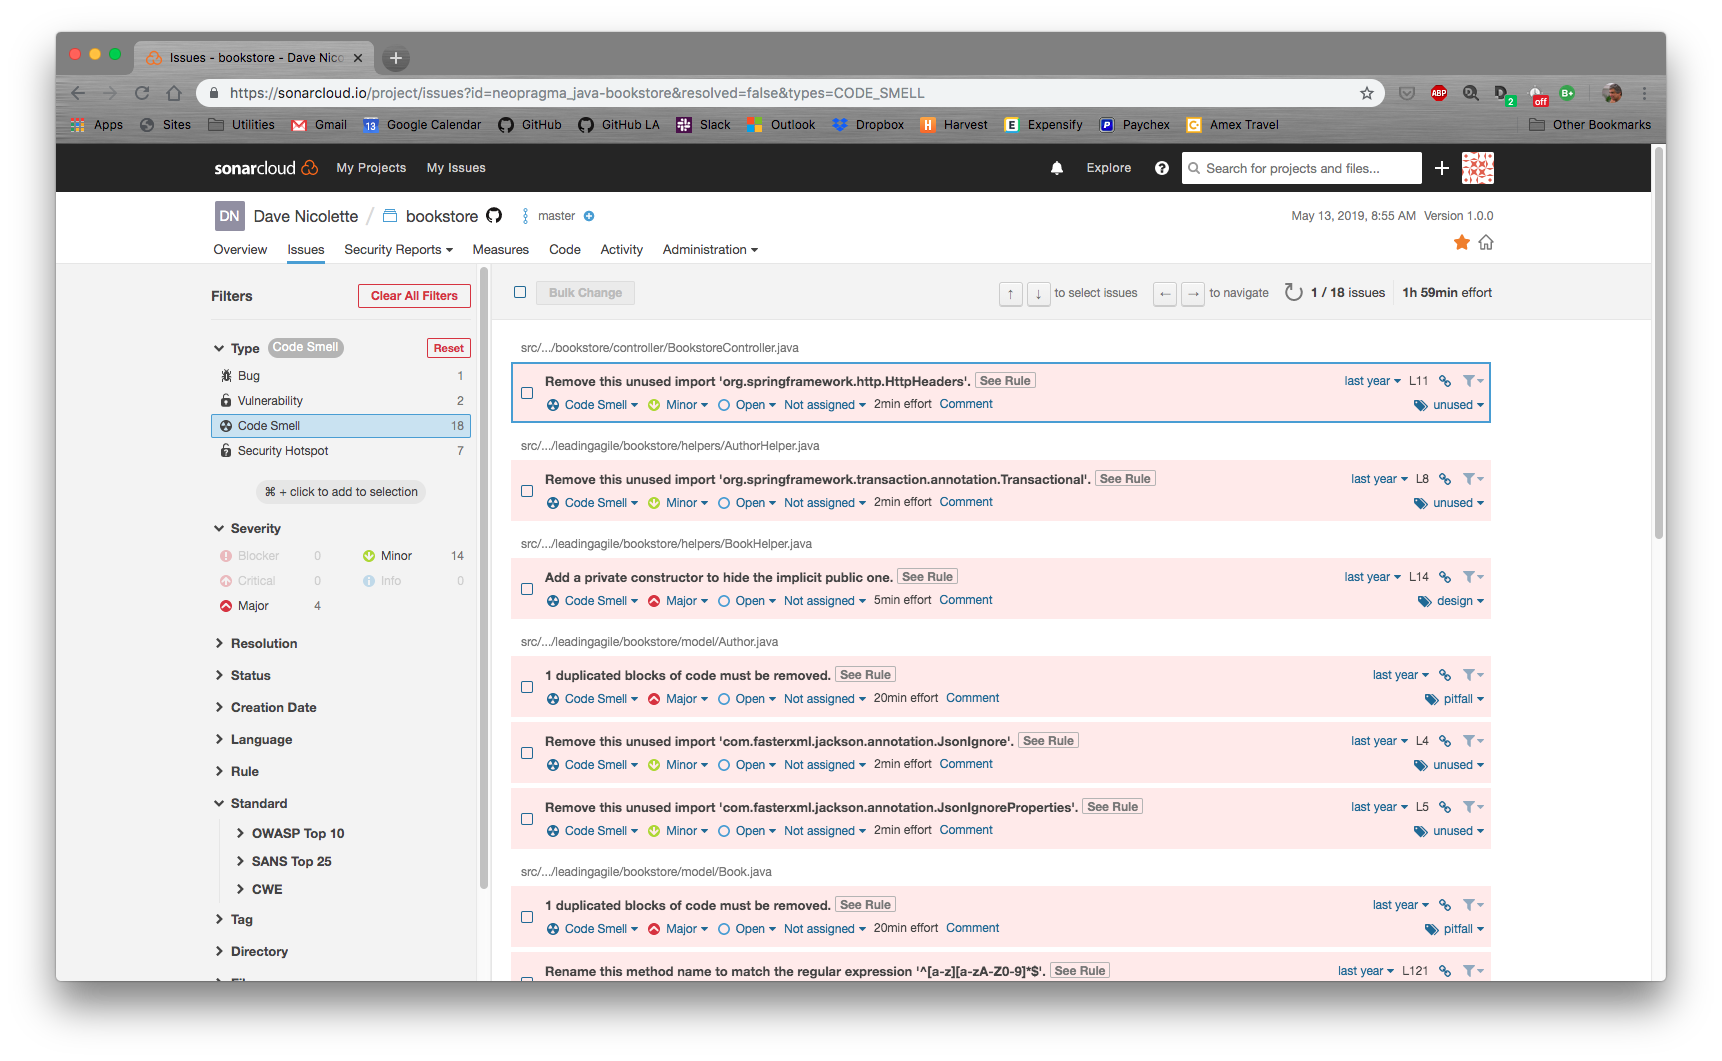 Issues - bookstore - Dave Nico
https://sonarcloud.io/project/issues?id=neopragma_java-bookstore&resolved=false&types=CODE_SMELL
ABP
2
off
B+
Apps Sites Utilities Gmail 13 Google Calendar GitHub GitHub LA Slack Outlook Dropbox H Harvest E Expensify P Paychex C Amex Travel Other Bookmarks
sonarcloud My Projects My Issues Explore ? Search for projects and files...
DN Dave Nicolette / bookstore master May 13, 2019, 8:55 AM Version 1.0.0
Overview Issues Security Reports Measures Code Activity Administration
Filters Clear All Filters
Bulk Change ↑ ↓ to select issues ← → to navigate 1 / 18 issues 1h 59min effort
Type Code Smell Reset
Bug 1
Vulnerability 2
Code Smell 18
Security Hotspot 7
⌘ + click to add to selection
Severity
Blocker 0 Minor 14
Critical 0 Info 0
Major 4
Resolution
Status
Creation Date
Language
Rule
Standard
OWASP Top 10
SANS Top 25
CWE
Tag
Directory
src/.../bookstore/controller/BookstoreController.java
Remove this unused import 'org.springframework.http.HttpHeaders'. See Rule last year L11
Code Smell Minor Open Not assigned 2min effort Comment unused
src/.../leadingagile/bookstore/helpers/AuthorHelper.java
Remove this unused import 'org.springframework.transaction.annotation.Transactional'. See Rule last year L8
Code Smell Minor Open Not assigned 2min effort Comment unused
src/.../leadingagile/bookstore/helpers/BookHelper.java
Add a private constructor to hide the implicit public one. See Rule last year L14
Code Smell Major Open Not assigned 5min effort Comment design
src/.../leadingagile/bookstore/model/Author.java
1 duplicated blocks of code must be removed. See Rule last year
Code Smell Major Open Not assigned 20min effort Comment pitfall
Remove this unused import 'com.fasterxml.jackson.annotation.JsonIgnore'. See Rule last year L4
Code Smell Minor Open Not assigned 2min effort Comment unused
Remove this unused import 'com.fasterxml.jackson.annotation.JsonIgnoreProperties'. See Rule last year L5
Code Smell Minor Open Not assigned 2min effort Comment unused
src/.../leadingagile/bookstore/model/Book.java
1 duplicated blocks of code must be removed. See Rule last year
Code Smell Major Open Not assigned 20min effort Comment pitfall
Rename this method name to match the regular expression '^[a-z][a-zA-Z0-9]*$'. See Rule last year L121